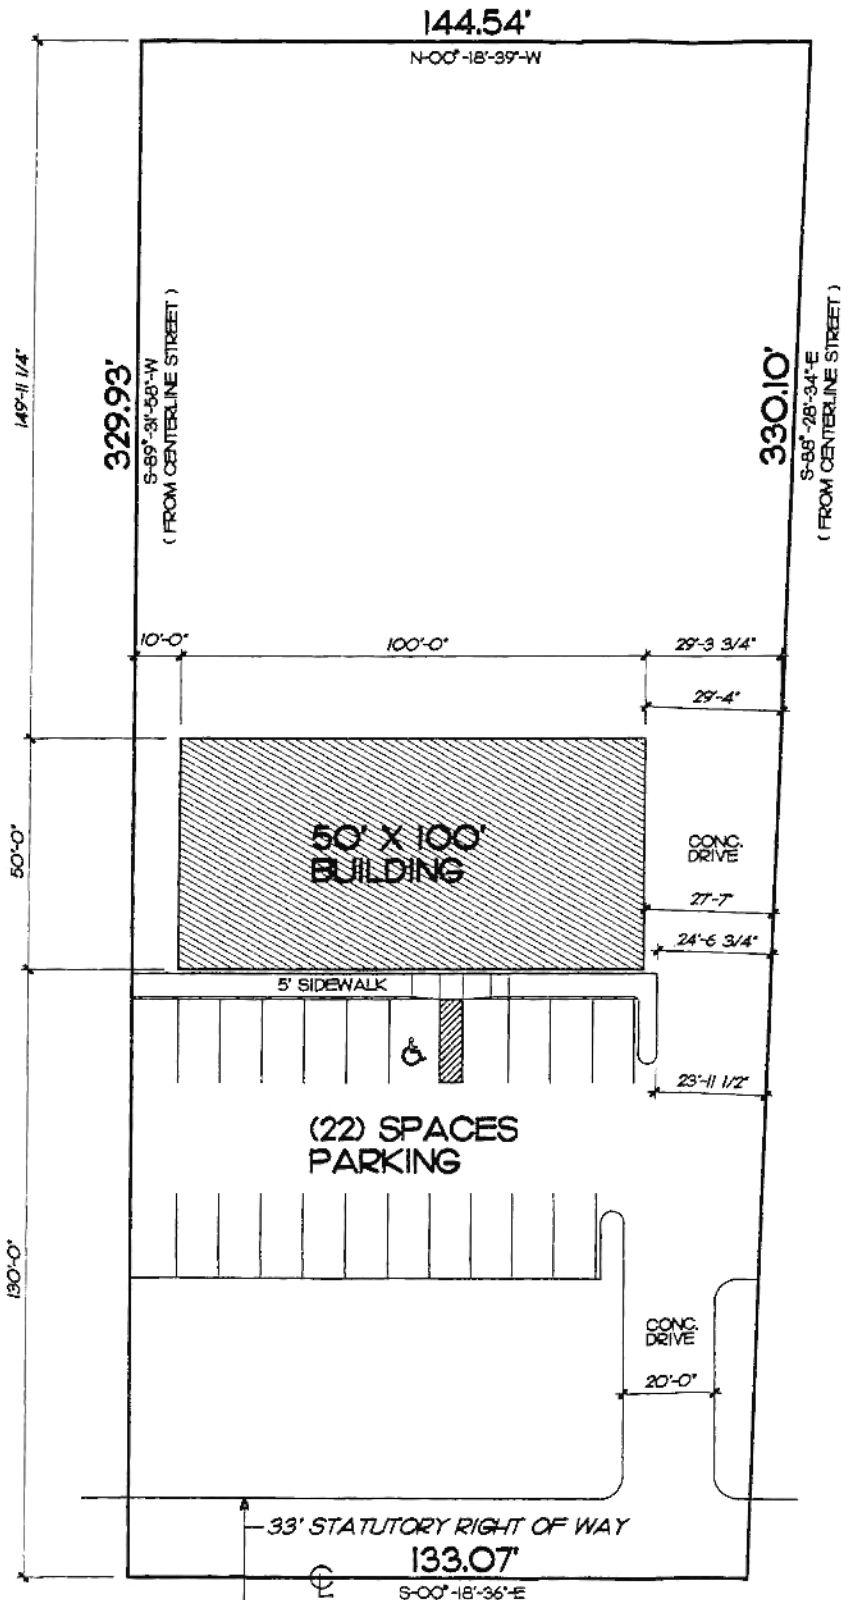 144.54'
N-00°-18'-39"-W
149'-11 1/4"
329.93'
S-89°-31'-58"-W
( FROM CENTERLINE STREET )
330.10'
S-88°-28'-34"-E
( FROM CENTERLINE STREET )
10'-0"
100'-0"
29'-3 3/4"
29'-4"
50'-0"
50' X 100'
BUILDING
CONC.
DRIVE
27'-7"
24'-6 3/4"
5' SIDEWALK
23'-11 1/2"
(22) SPACES
PARKING
130'-0"
CONC.
DRIVE
20'-0"
33' STATUTORY RIGHT OF WAY
133.07'
S-00°-18'-36"-E